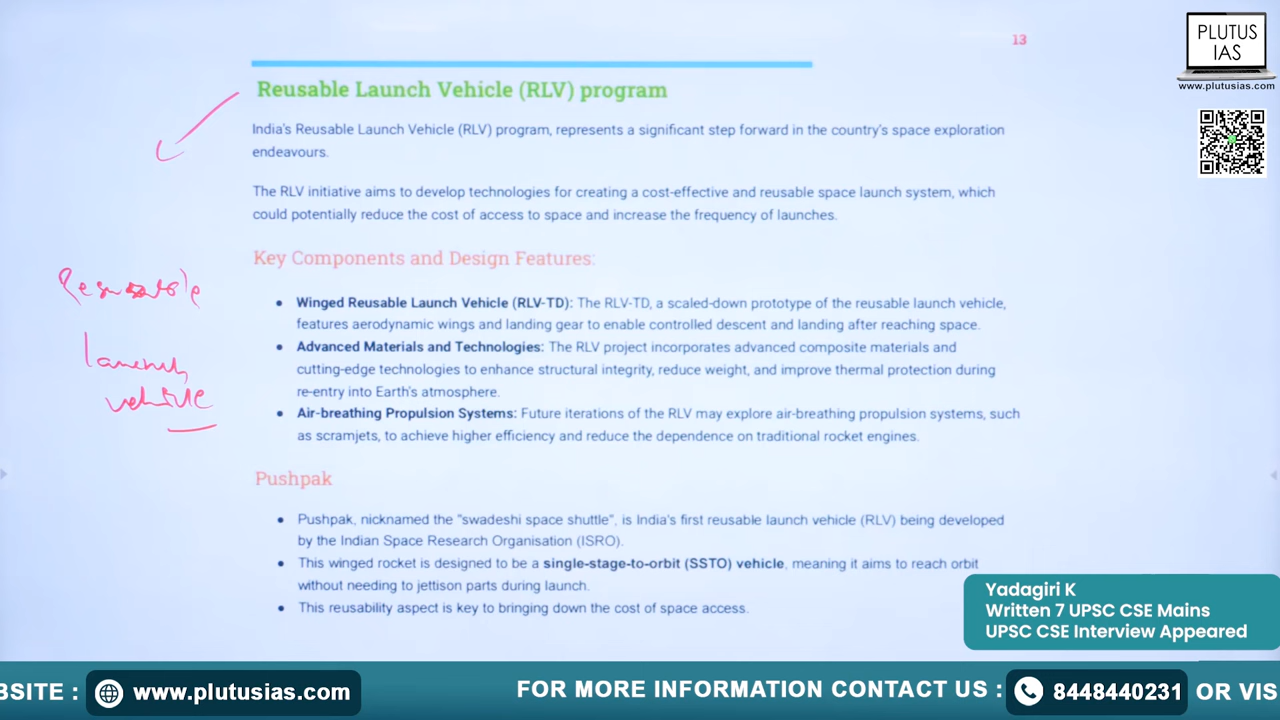 13
PLUTUS
IAS
www.plutusias.com
Reusable Launch Vehicle (RLV) program
India's Reusable Launch Vehicle (RLV) program, represents a significant step forward in the country's space exploration
endeavours.
The RLV initiative aims to develop technologies for creating a cost-effective and reusable space launch system, which
could potentially reduce the cost of access to space and increase the frequency of launches.
Key Components and Design Features:
• Winged Reusable Launch Vehicle (RLV-TD): The RLV-TD, a scaled-down prototype of the reusable launch vehicle,
features aerodynamic wings and landing gear to enable controlled descent and landing after reaching space.
• Advanced Materials and Technologies: The RLV project incorporates advanced composite materials and
cutting-edge technologies to enhance structural integrity, reduce weight, and improve thermal protection during
re-entry into Earth's atmosphere.
• Air-breathing Propulsion Systems: Future iterations of the RLV may explore air-breathing propulsion systems, such
as scramjets, to achieve higher efficiency and reduce the dependence on traditional rocket engines.
Reusable
launch
vehicle
Pushpak
• Pushpak, nicknamed the "swadeshi space shuttle", is India's first reusable launch vehicle (RLV) being developed
by the Indian Space Research Organisation (ISRO).
• This winged rocket is designed to be a single-stage-to-orbit (SSTO) vehicle, meaning it aims to reach orbit
without needing to jettison parts during launch.
• This reusability aspect is key to bringing down the cost of space access.
Yadagiri K
Written 7 UPSC CSE Mains
UPSC CSE Interview Appeared
BSITE : www.plutusias.com FOR MORE INFORMATION CONTACT US : 8448440231 OR VIS